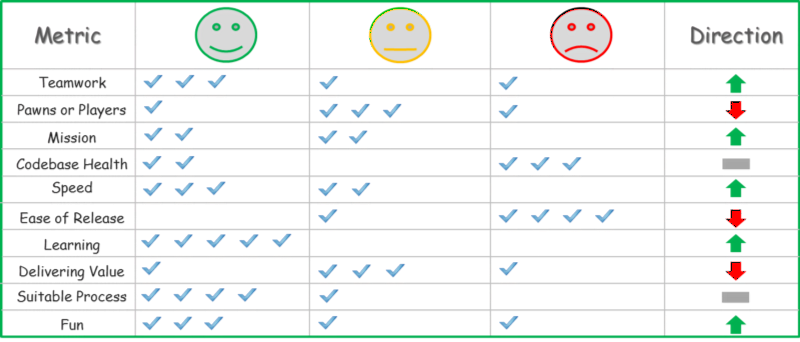 Metric Direction
Teamwork
Pawns or Players
Mission
Codebase Health
Speed
Ease of Release
Learning
Delivering Value
Suitable Process
Fun